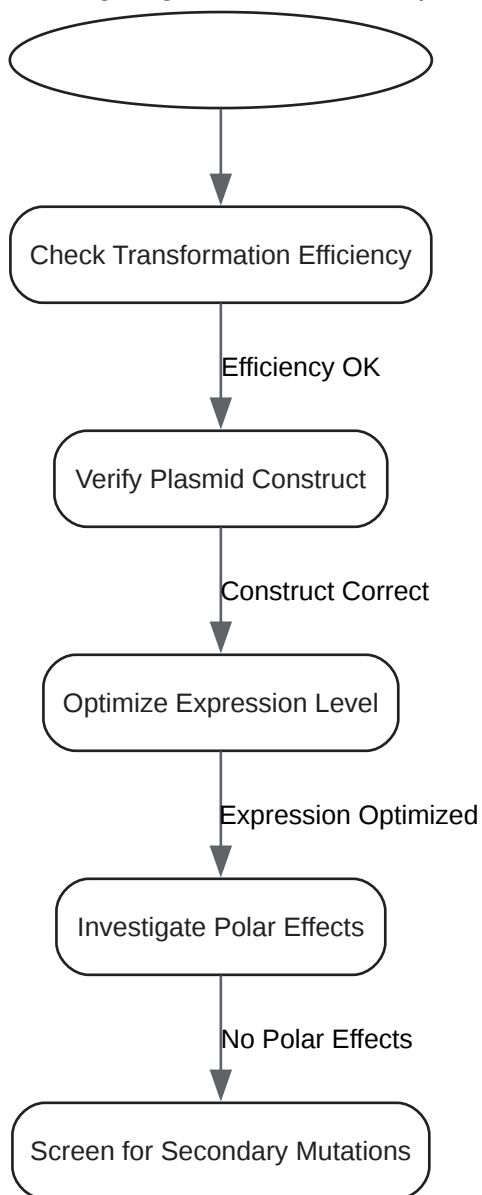 Check Transformation Efficiency
Efficiency OK
Verify Plasmid Construct
Construct Correct
Optimize Expression Level
Expression Optimized
Investigate Polar Effects
No Polar Effects
Screen for Secondary Mutations